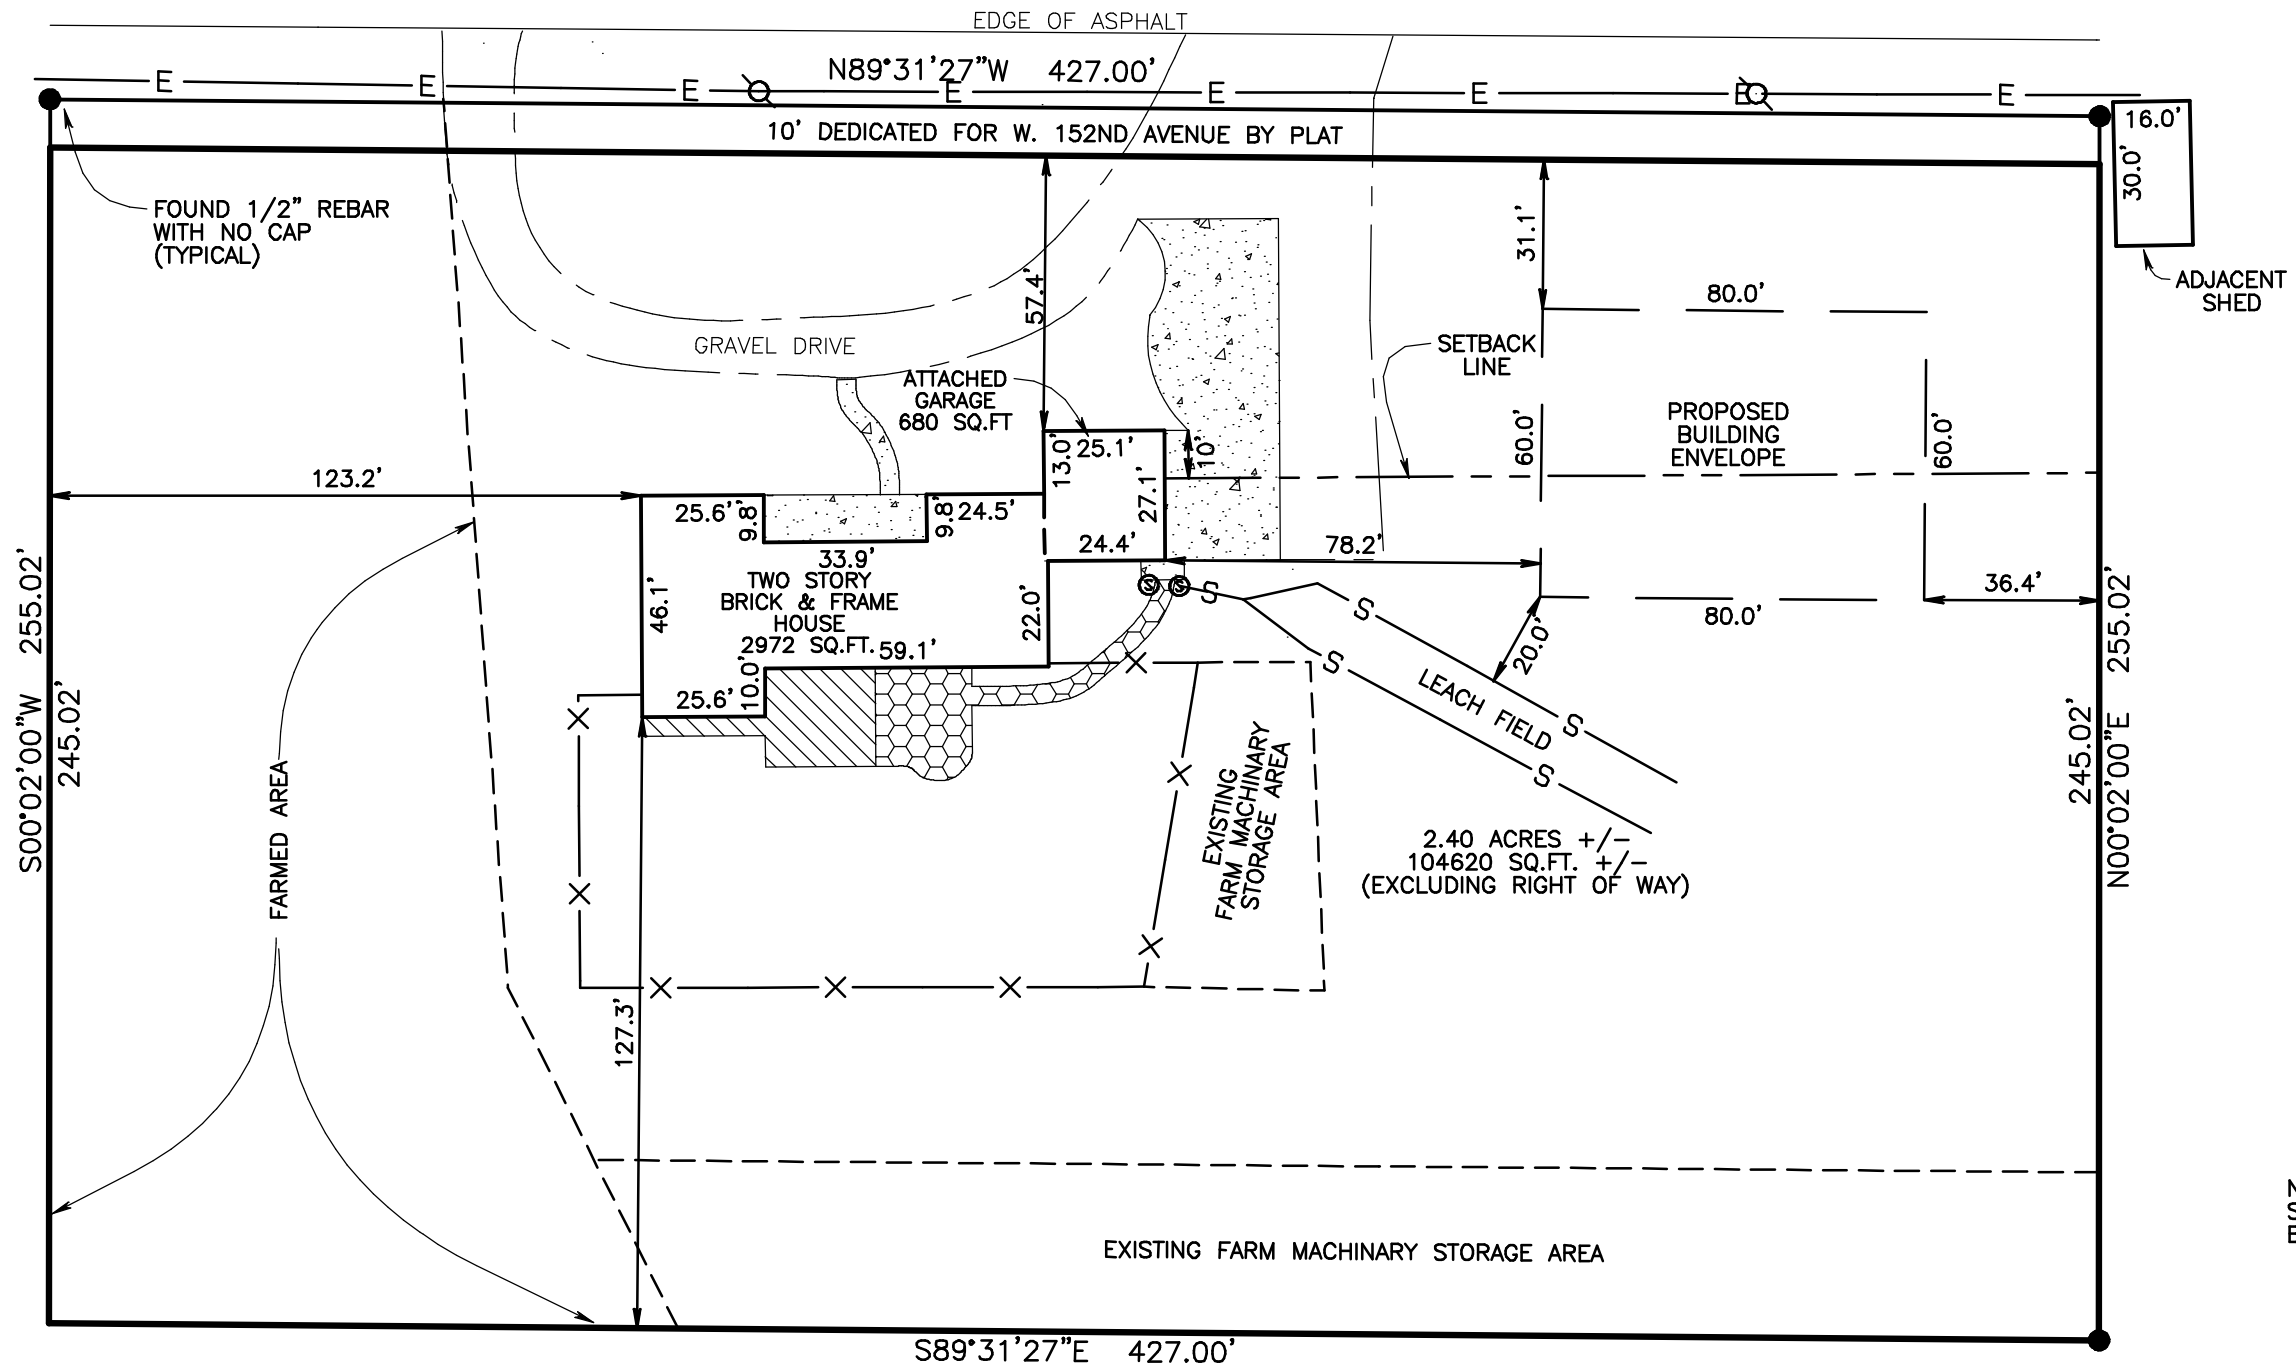 EDGE OF ASPHALT
N89°31'27"W 427.00'
E E E E E E E E
10' DEDICATED FOR W. 152ND AVENUE BY PLAT
16.0'
30.0'
ADJACENT
SHED
FOUND 1/2" REBAR
WITH NO CAP
(TYPICAL)
57.4'
31.1'
80.0'
GRAVEL DRIVE
SETBACK
LINE
ATTACHED
GARAGE
680 SQ.FT
PROPOSED
BUILDING
ENVELOPE
60.0'
60.0'
13.0'
25.1'
10'
27.1'
24.4'
123.2'
25.6'
9.8'
9.8'
24.5'
33.9'
TWO STORY
BRICK & FRAME
HOUSE
2972 SQ.FT.
59.1'
46.1'
22.0'
78.2'
36.4'
80.0'
20.0'
25.6'
10.0'
S S S
S S
S S
LEACH FIELD
S00°02'00"W 255.02'
245.02'
N00°02'00"E 255.02'
245.02'
FARMED AREA
EXISTING
FARM MACHINARY
STORAGE AREA
2.40 ACRES +/-
104620 SQ.FT. +/-
(EXCLUDING RIGHT OF WAY)
127.3'
EXISTING FARM MACHINARY STORAGE AREA
S89°31'27"E 427.00'